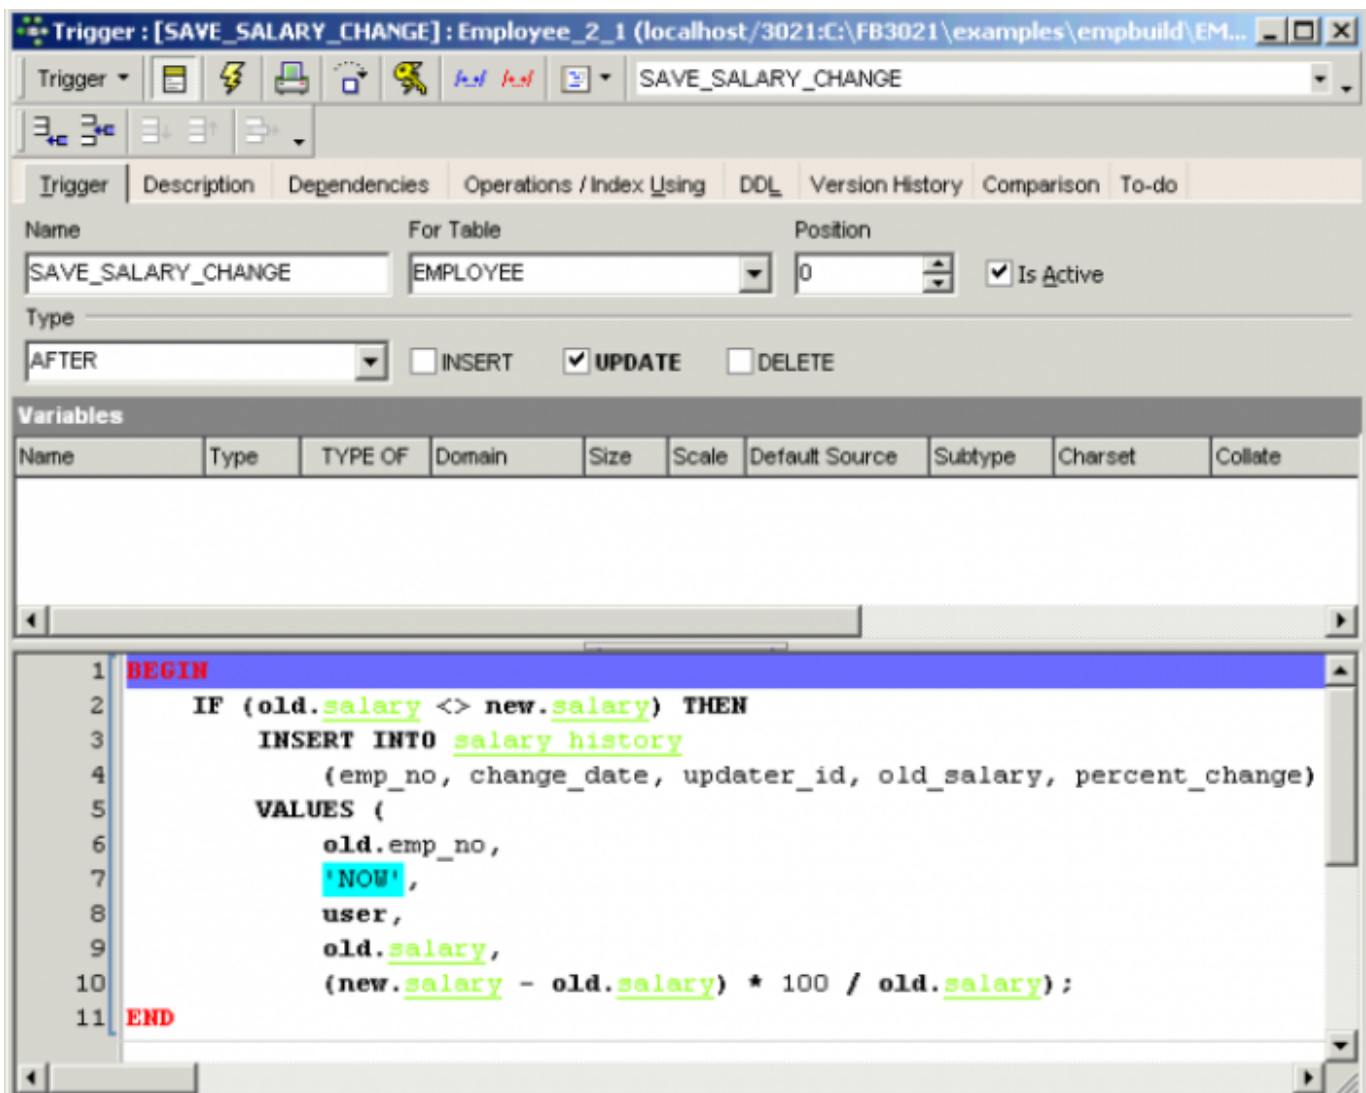 Trigger : [SAVE_SALARY_CHANGE] : Employee_2_1 (localhost/3021:C:\FB3021\examples\empbuild\EM...
Trigger SAVE_SALARY_CHANGE
Trigger Description Dependencies Operations / Index Using DDL Version History Comparison To-do
Name For Table Position
SAVE_SALARY_CHANGE EMPLOYEE 0 Is Active
Type
AFTER INSERT UPDATE DELETE
Variables
Name Type TYPE OF Domain Size Scale Default Source Subtype Charset Collate
1 BEGIN
2 IF (old.salary <> new.salary) THEN
3 INSERT INTO salary_history
4 (emp_no, change_date, updater_id, old_salary, percent_change)
5 VALUES (
6 old.emp_no,
7 'NOW',
8 user,
9 old.salary,
10 (new.salary - old.salary) * 100 / old.salary);
11 END